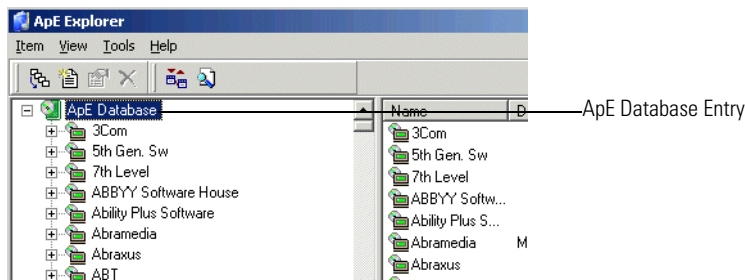 ApE Explorer
Item View Tools Help
ApE Database
3Com
5th Gen. Sw
7th Level
ABBYY Software House
Ability Plus Software
Abramedia
Abraxus
ABT
Name D
3Com
5th Gen. Sw
7th Level
ABBYY Softw...
Ability Plus S...
Abramedia M
Abraxus
ApE Database Entry